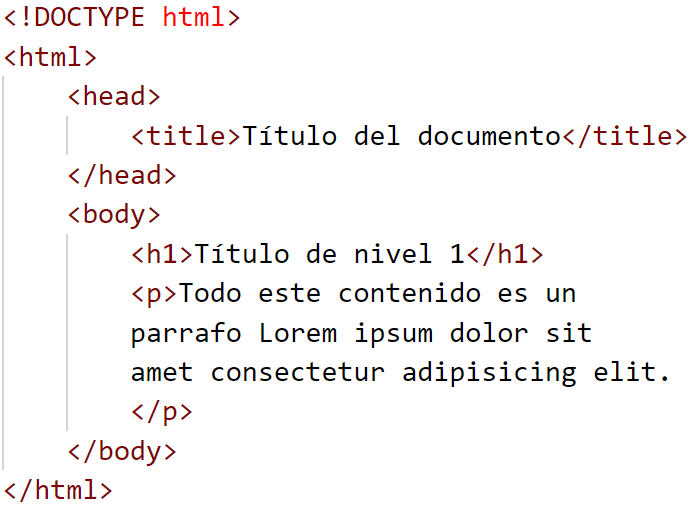 <!DOCTYPE html>
<html>
<head>
<title>Título del documento</title>
</head>
<body>
<h1>Título de nivel 1</h1>
<p>Todo este contenido es un
parrafo Lorem ipsum dolor sit
amet consectetur adipisicing elit.
</p>
</body>
</html>